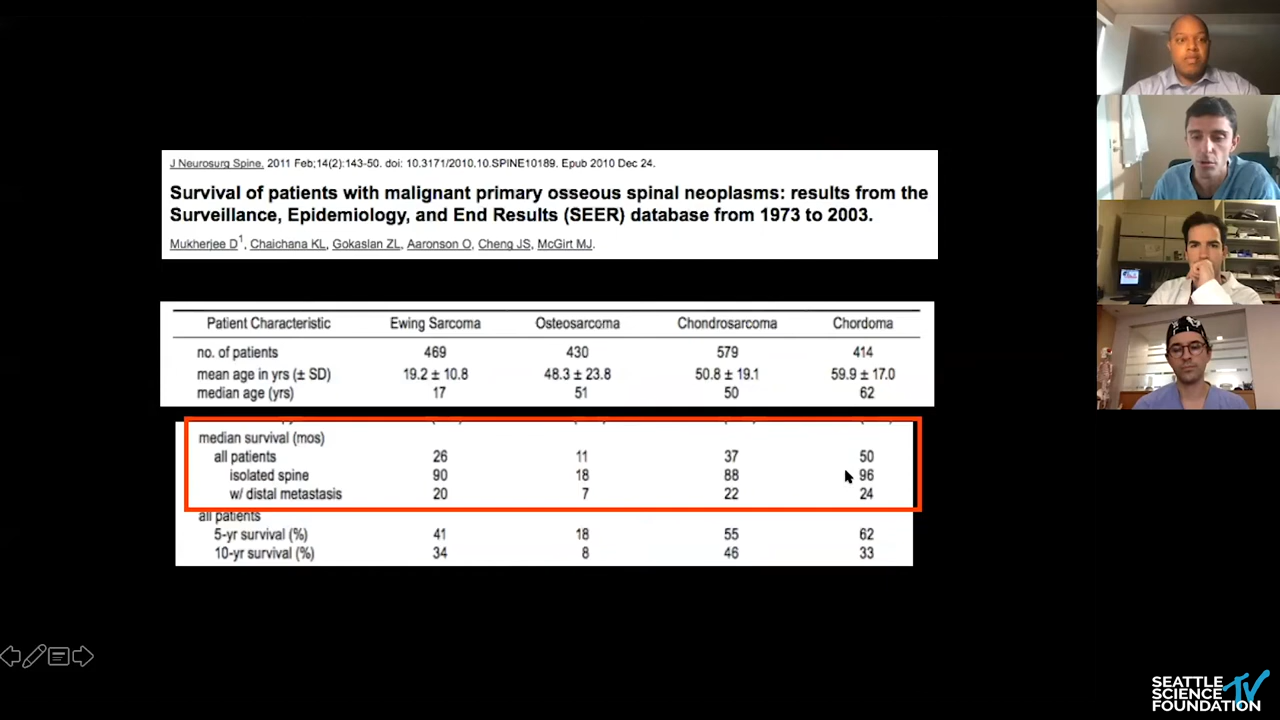 J Neurosurg Spine. 2011 Feb;14(2):143-50. doi: 10.3171/2010.10.SPINE10189. Epub 2010 Dec 24.
Survival of patients with malignant primary osseous spinal neoplasms: results from the
Surveillance, Epidemiology, and End Results (SEER) database from 1973 to 2003.
Mukherjee D1, Chaichana KL, Gokaslan ZL, Aaronson O, Cheng JS, McGirt MJ.
Patient Characteristic Ewing Sarcoma Osteosarcoma Chondrosarcoma Chordoma
no. of patients 469 430 579 414
mean age in yrs (± SD) 19.2 ± 10.8 48.3 ± 23.8 50.8 ± 19.1 59.9 ± 17.0
median age (yrs) 17 51 50 62
median survival (mos)
all patients 26 11 37 50
isolated spine 90 18 88 96
w/ distal metastasis 20 7 22 24
all patients
5-yr survival (%) 41 18 55 62
10-yr survival (%) 34 8 46 33
SEATTLE
SCIENCE TV
FOUNDATION